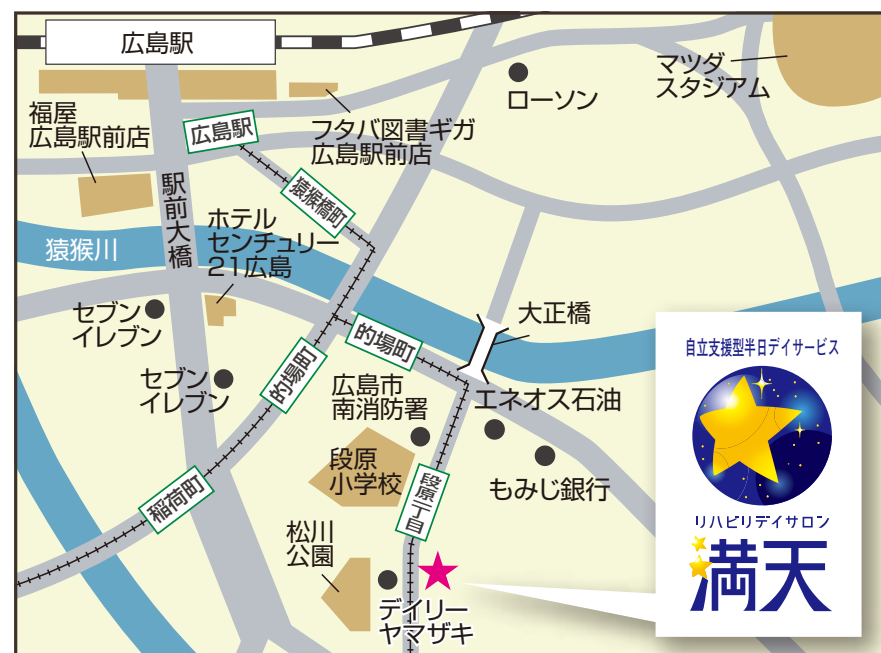 広島駅
マツダ
スタジアム
ローソン
福屋
広島駅前店
広島駅
フタバ図書ギガ
広島駅前店
猿猴橋町
駅前大橋
ホテル
センチュリー
21広島
猿猴川
セブン
イレブン
大正橋
的場町
的場町
セブン
イレブン
広島市
南消防署
エネオス石油
段原
小学校
もみじ銀行
稲荷町
段原一丁目
松川
公園
デイリー
ヤマザキ
自立支援型半日デイサービス
リハビリデイサロン
満天